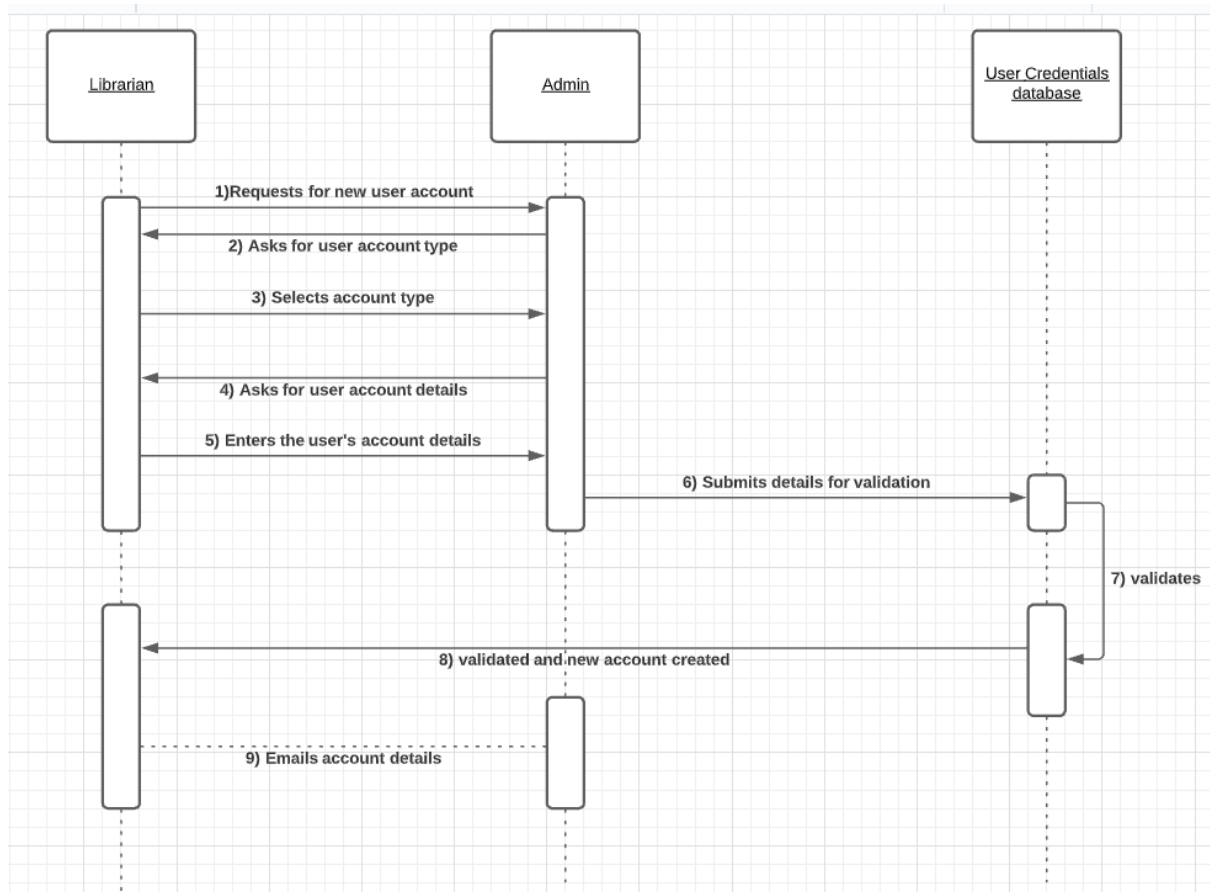 Librarian
Admin
User Credentials
database
1)Requests for new user account
2) Asks for user account type
3) Selects account type
4) Asks for user account details
5) Enters the user's account details
6) Submits details for validation
7) validates
8) validated and new account created
9) Emails account details